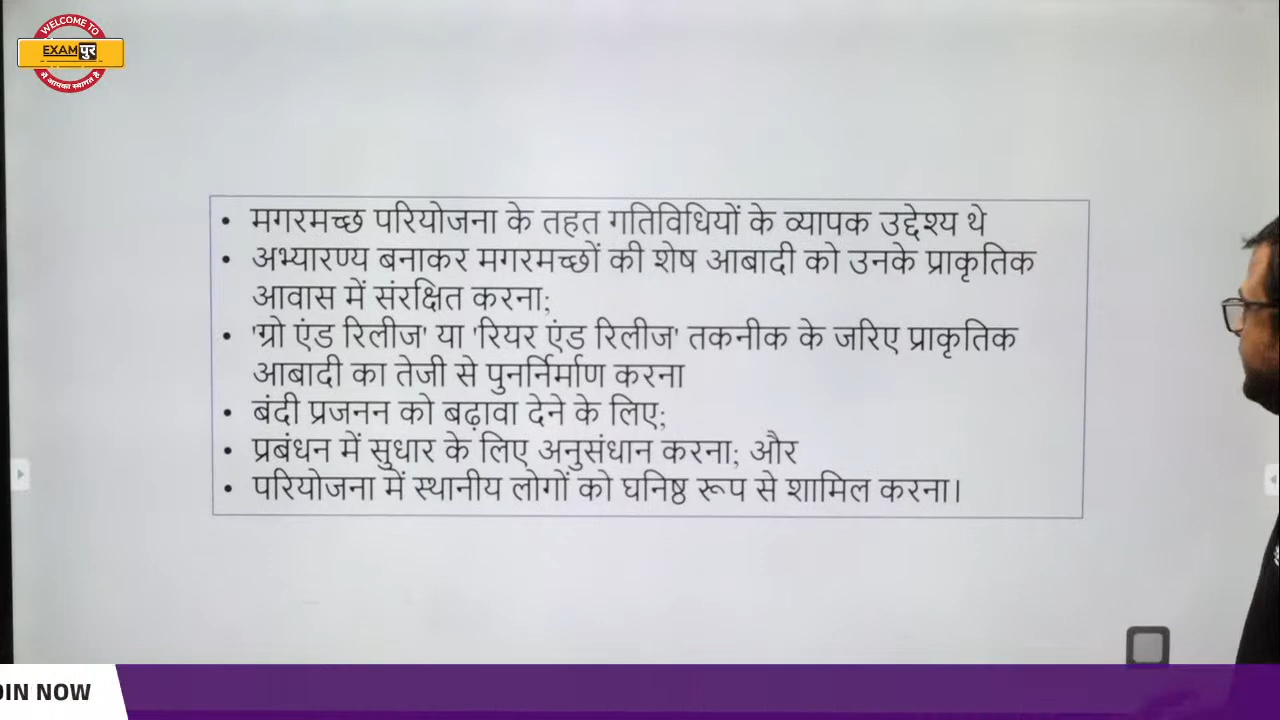 WELCOME TO
EXAMपुर
में आपका स्वागत है
• मगरमच्छ परियोजना के तहत गतिविधियों के व्यापक उद्देश्य थे
• अभ्यारण्य बनाकर मगरमच्छों की शेष आबादी को उनके प्राकृतिक
आवास में संरक्षित करना;
• 'ग्रो एंड रिलीज' या 'रियर एंड रिलीज' तकनीक के जरिए प्राकृतिक
आबादी का तेजी से पुनर्निर्माण करना
• बंदी प्रजनन को बढ़ावा देने के लिए;
• प्रबंधन में सुधार के लिए अनुसंधान करना; और
• परियोजना में स्थानीय लोगों को घनिष्ठ रूप से शामिल करना।
OIN NOW